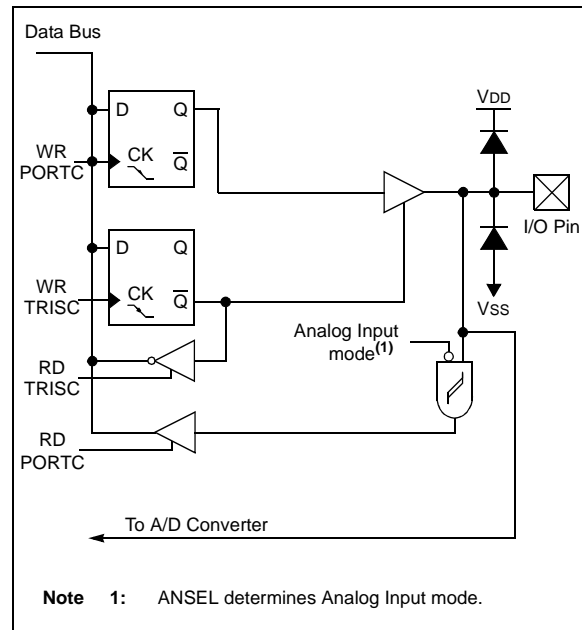 Data Bus
D Q
WR
PORTC
CK Q
VDD
I/O Pin
D Q
WR
TRISC
CK Q
VSS
Analog Input
mode(1)
RD
TRISC
RD
PORTC
To A/D Converter
Note 1: ANSEL determines Analog Input mode.